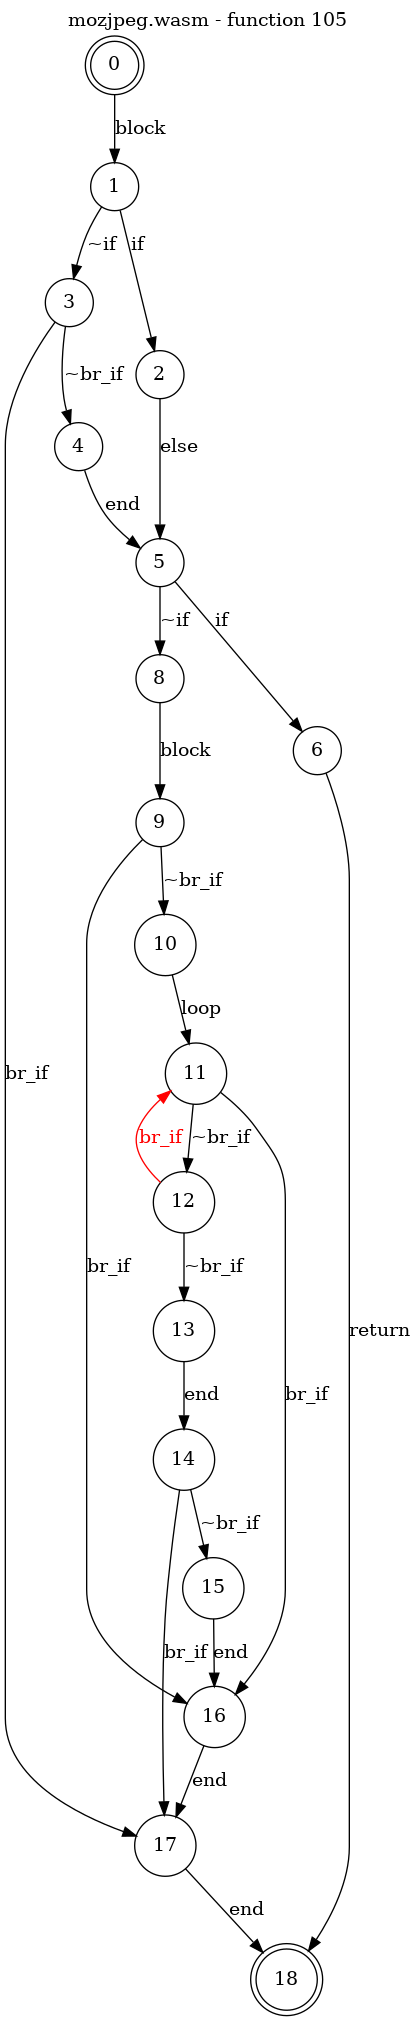 mozjpeg.wasm - function 105
0
block
1
~if if
3
2
~br_if
4
else
end
5
~if if
8
6
block
9
~br_if
10
loop
11
br_if br_if ~br_if
12
br_if ~br_if
13
return
end br_if
14
~br_if
15
br_if end
16
end
17
end
18